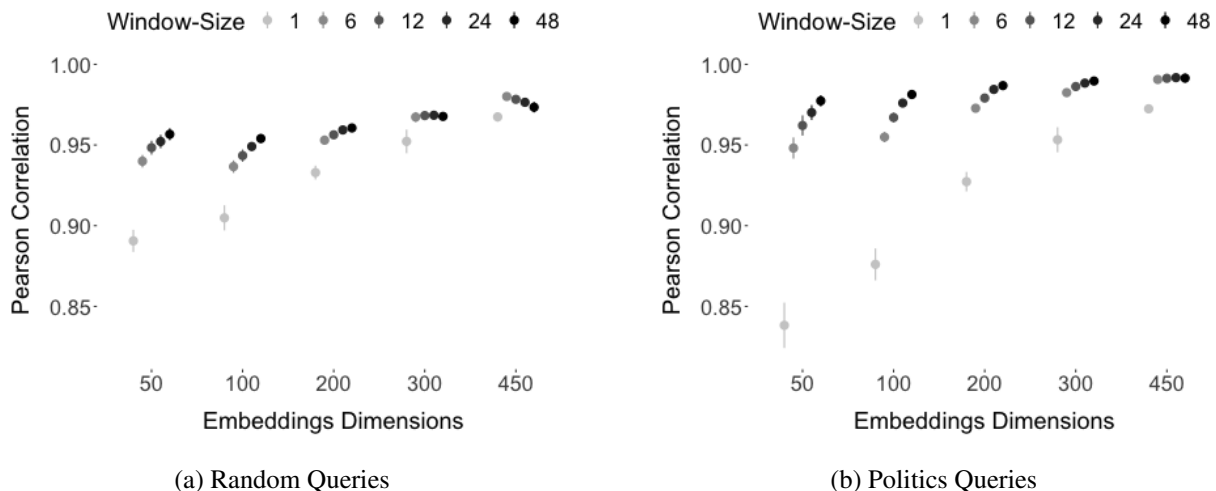 Window-Size 1 6 12 24 48
1.00
0.95
0.90
0.85
Pearson Correlation
50 100 200 300 450
Embeddings Dimensions
(a) Random Queries
Window-Size 1 6 12 24 48
1.00
0.95
0.90
0.85
Pearson Correlation
50 100 200 300 450
Embeddings Dimensions
(b) Politics Queries